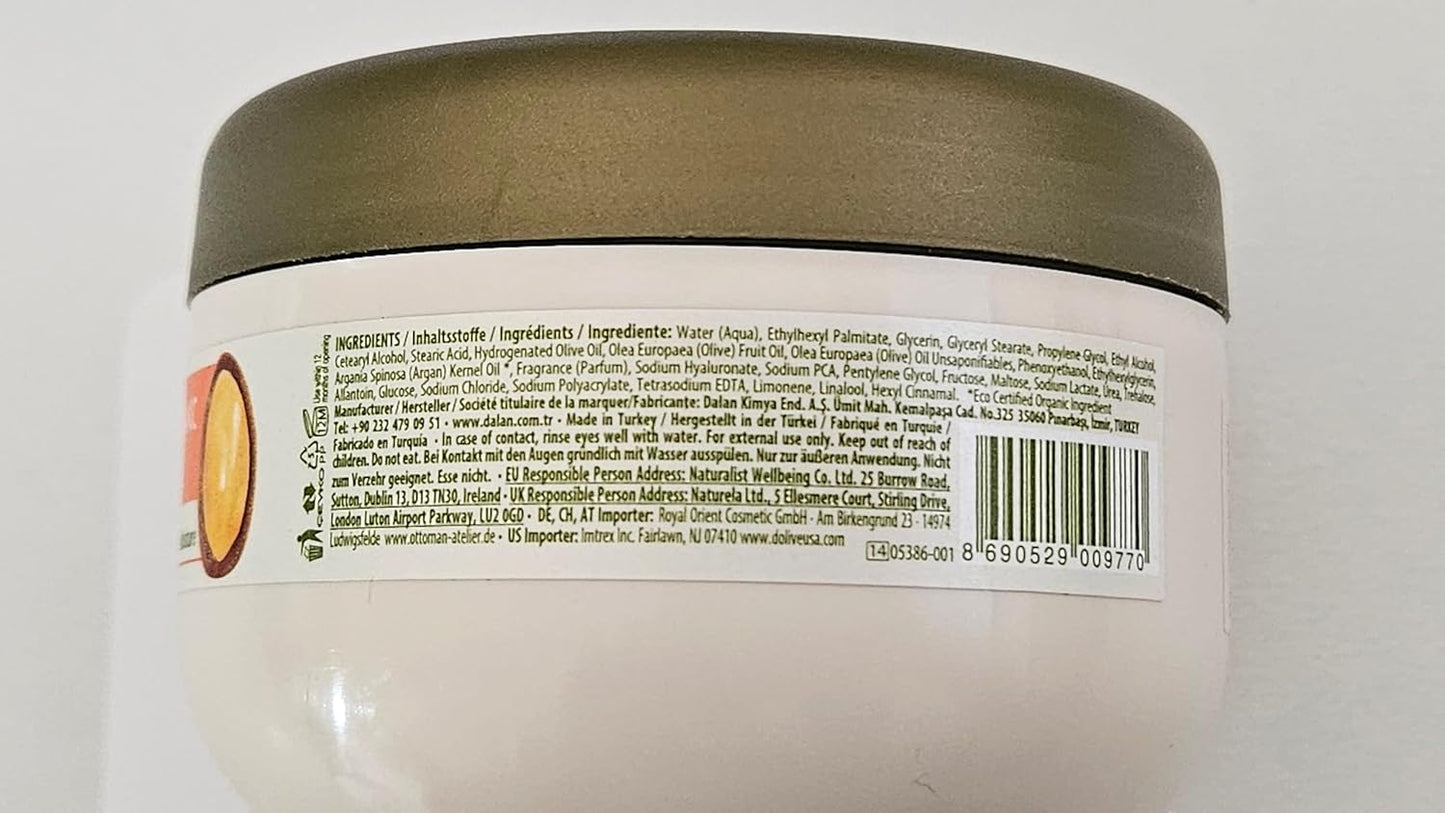 INGREDIENTS / Inhaltsstoffe / Ingrédients / Ingrediente: Water (Aqua), Ethylhexyl Palmitate, Glycerin, Glyceryl Stearate, Propylene Glycol, Ethyl Alcohol,
Cetearyl Alcohol, Stearic Acid, Hydrogenated Olive Oil, Olea Europaea (Olive) Fruit Oil, Olea Europaea (Olive) Oil Unsaponifiables, Phenoxyethanol, Ethylhexylglycerin,
Argania Spinosa (Argan) Kernel Oil *, Fragrance (Parfum), Sodium Hyaluronate, Sodium PCA, Pentylene Glycol, Fructose, Maltose, Sodium Lactate, Urea, Trehalose,
Allantoin, Glucose, Sodium Chloride, Sodium Polyacrylate, Tetrasodium EDTA, Limonene, Linalool, Hexyl Cinnamal. *Eco Certified Organic Ingredient
Manufacturer / Hersteller / Société titulaire de la marquer/Fabricante: Dalan Kimya End. A.Ş. Ümit Mah. Kemalpaşa Cad. No.325 35060 Pınarbaşı, İzmir, TURKEY
Tel: +90 232 479 09 51 • www.dalan.com.tr • Made in Turkey / Hergestellt in der Türkei / Fabriqué en Turquie /
Fabricado en Turquía • In case of contact, rinse eyes well with water. For external use only. Keep out of reach of
children. Do not eat. Bei Kontakt mit den Augen gründlich mit Wasser ausspülen. Nur zur äußeren Anwendung. Nicht
zum Verzehr geeignet. Esse nicht. • EU Responsible Person Address: Naturalist Wellbeing Co. Ltd. 25 Burrow Road,
Sutton, Dublin 13, D13 TN30, Ireland • UK Responsible Person Address: Naturela Ltd., 5 Ellesmere Court, Stirling Drive,
London Luton Airport Parkway, LU2 0GD • DE, CH, AT Importer: Royal Orient Cosmetic GmbH · Am Birkengrund 23 · 14974
Ludwigsfelde www.ottoman-atelier.de • US Importer: Imtrex Inc. Fairlawn, NJ 07410 www.doliveusa.com
Use within 12
months of opening
12M
5
PP
14 05386-001
8 690529 009770